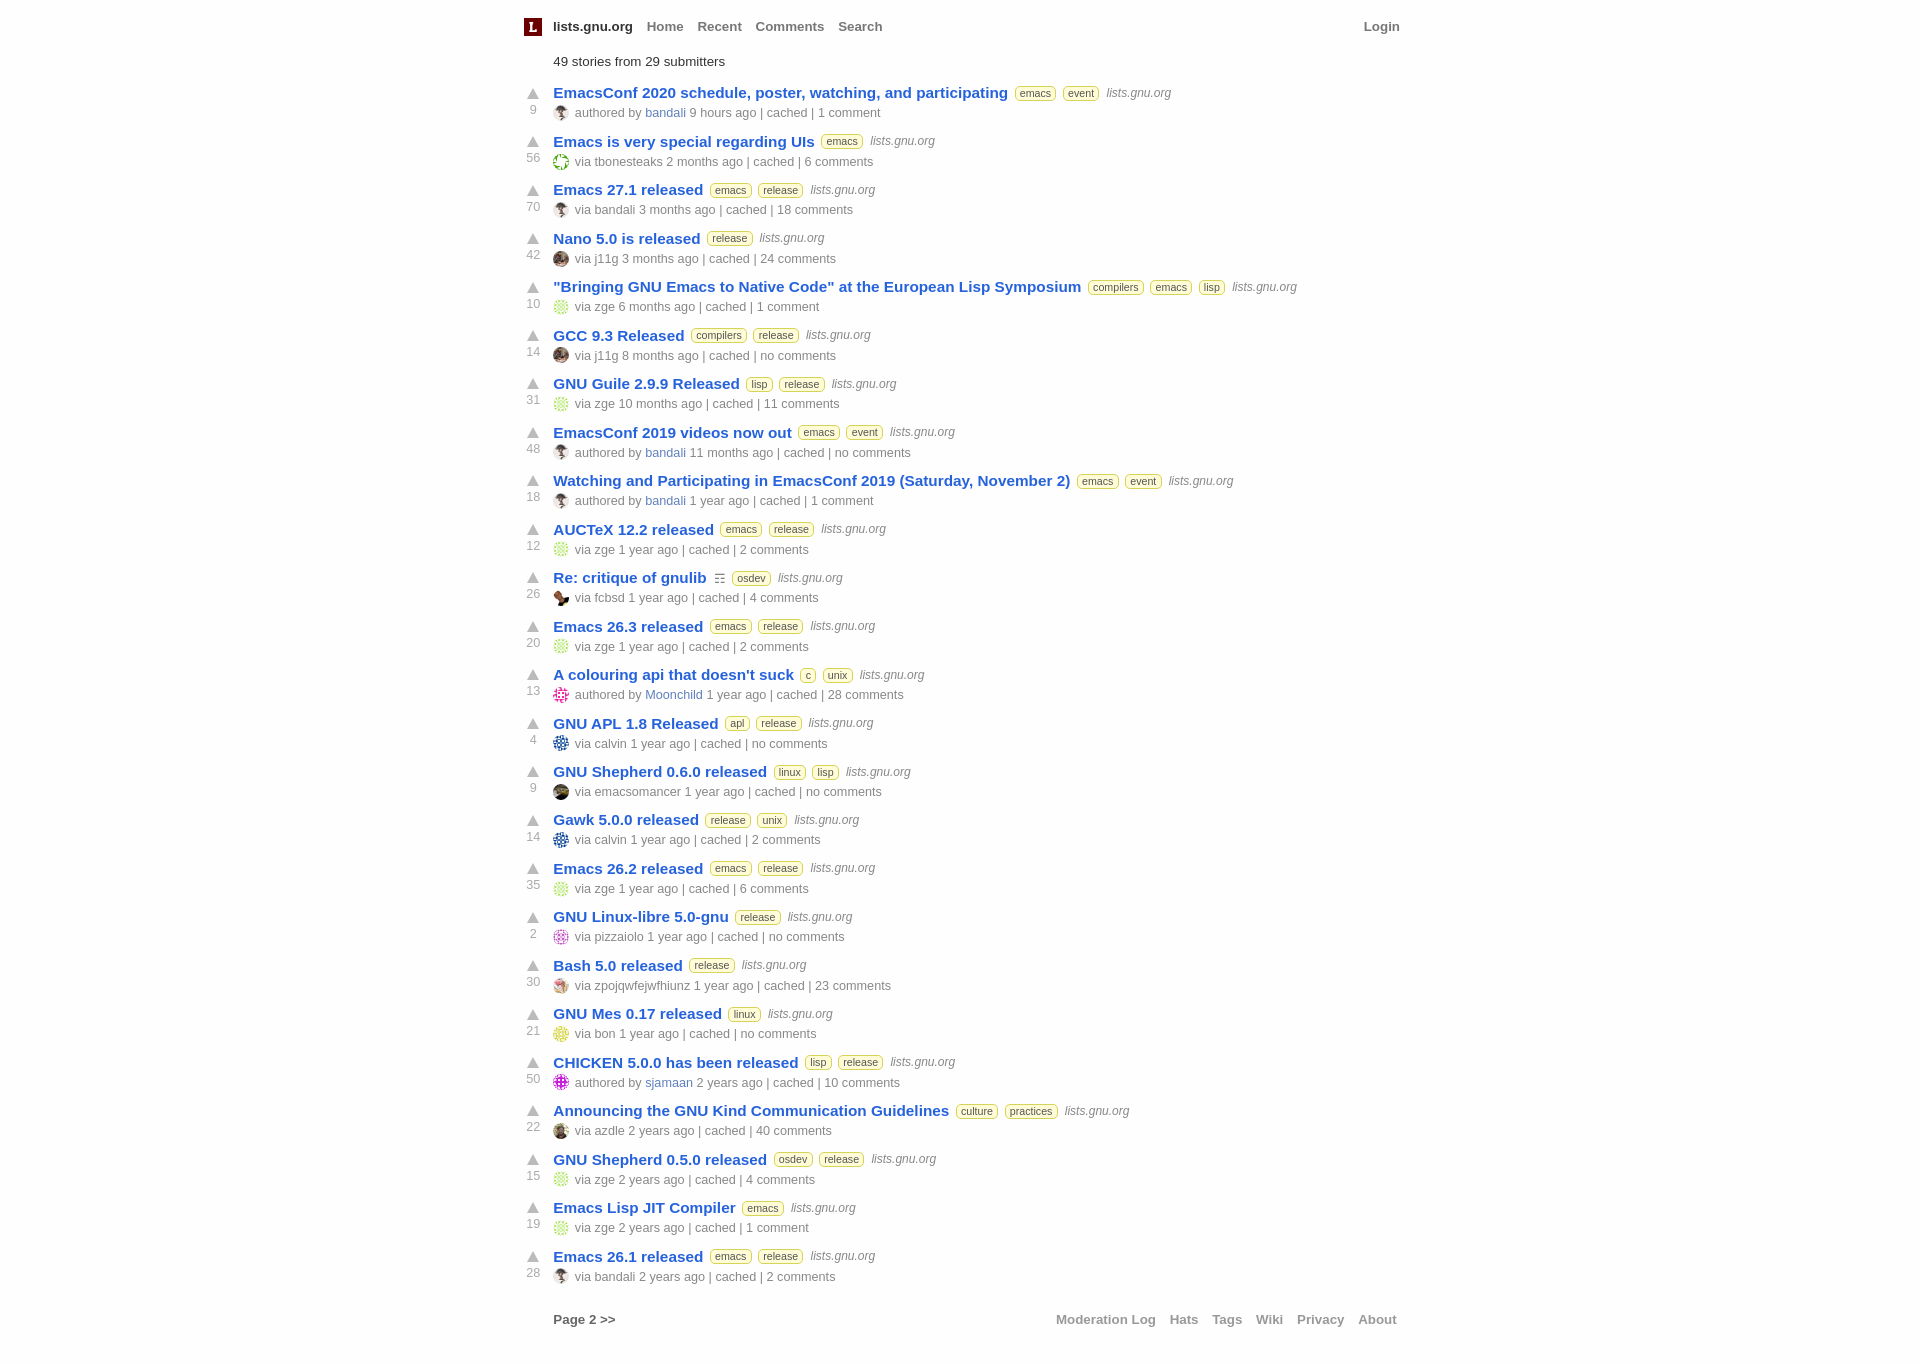 L lists.gnu.org Home Recent Comments Search Login
49 stories from 29 submitters
EmacsConf 2020 schedule, poster, watching, and participating emacs event lists.gnu.org
9 authored by bandali 9 hours ago | cached | 1 comment
Emacs is very special regarding UIs emacs lists.gnu.org
56 via tbonesteaks 2 months ago | cached | 6 comments
Emacs 27.1 released emacs release lists.gnu.org
70 via bandali 3 months ago | cached | 18 comments
Nano 5.0 is released release lists.gnu.org
42 via j11g 3 months ago | cached | 24 comments
"Bringing GNU Emacs to Native Code" at the European Lisp Symposium compilers emacs lisp lists.gnu.org
10 via zge 6 months ago | cached | 1 comment
GCC 9.3 Released compilers release lists.gnu.org
14 via j11g 8 months ago | cached | no comments
GNU Guile 2.9.9 Released lisp release lists.gnu.org
31 via zge 10 months ago | cached | 11 comments
EmacsConf 2019 videos now out emacs event lists.gnu.org
48 authored by bandali 11 months ago | cached | no comments
Watching and Participating in EmacsConf 2019 (Saturday, November 2) emacs event lists.gnu.org
18 authored by bandali 1 year ago | cached | 1 comment
AUCTeX 12.2 released emacs release lists.gnu.org
12 via zge 1 year ago | cached | 2 comments
Re: critique of gnulib ☶ osdev lists.gnu.org
26 via fcbsd 1 year ago | cached | 4 comments
Emacs 26.3 released emacs release lists.gnu.org
20 via zge 1 year ago | cached | 2 comments
A colouring api that doesn't suck c unix lists.gnu.org
13 authored by Moonchild 1 year ago | cached | 28 comments
GNU APL 1.8 Released apl release lists.gnu.org
4 via calvin 1 year ago | cached | no comments
GNU Shepherd 0.6.0 released linux lisp lists.gnu.org
9 via emacsomancer 1 year ago | cached | no comments
Gawk 5.0.0 released release unix lists.gnu.org
14 via calvin 1 year ago | cached | 2 comments
Emacs 26.2 released emacs release lists.gnu.org
35 via zge 1 year ago | cached | 6 comments
GNU Linux-libre 5.0-gnu release lists.gnu.org
2 via pizzaiolo 1 year ago | cached | no comments
Bash 5.0 released release lists.gnu.org
30 via zpojqwfejwfhiunz 1 year ago | cached | 23 comments
GNU Mes 0.17 released linux lists.gnu.org
21 via bon 1 year ago | cached | no comments
CHICKEN 5.0.0 has been released lisp release lists.gnu.org
50 authored by sjamaan 2 years ago | cached | 10 comments
Announcing the GNU Kind Communication Guidelines culture practices lists.gnu.org
22 via azdle 2 years ago | cached | 40 comments
GNU Shepherd 0.5.0 released osdev release lists.gnu.org
15 via zge 2 years ago | cached | 4 comments
Emacs Lisp JIT Compiler emacs lists.gnu.org
19 via zge 2 years ago | cached | 1 comment
Emacs 26.1 released emacs release lists.gnu.org
28 via bandali 2 years ago | cached | 2 comments
Page 2 >> Moderation Log Hats Tags Wiki Privacy About